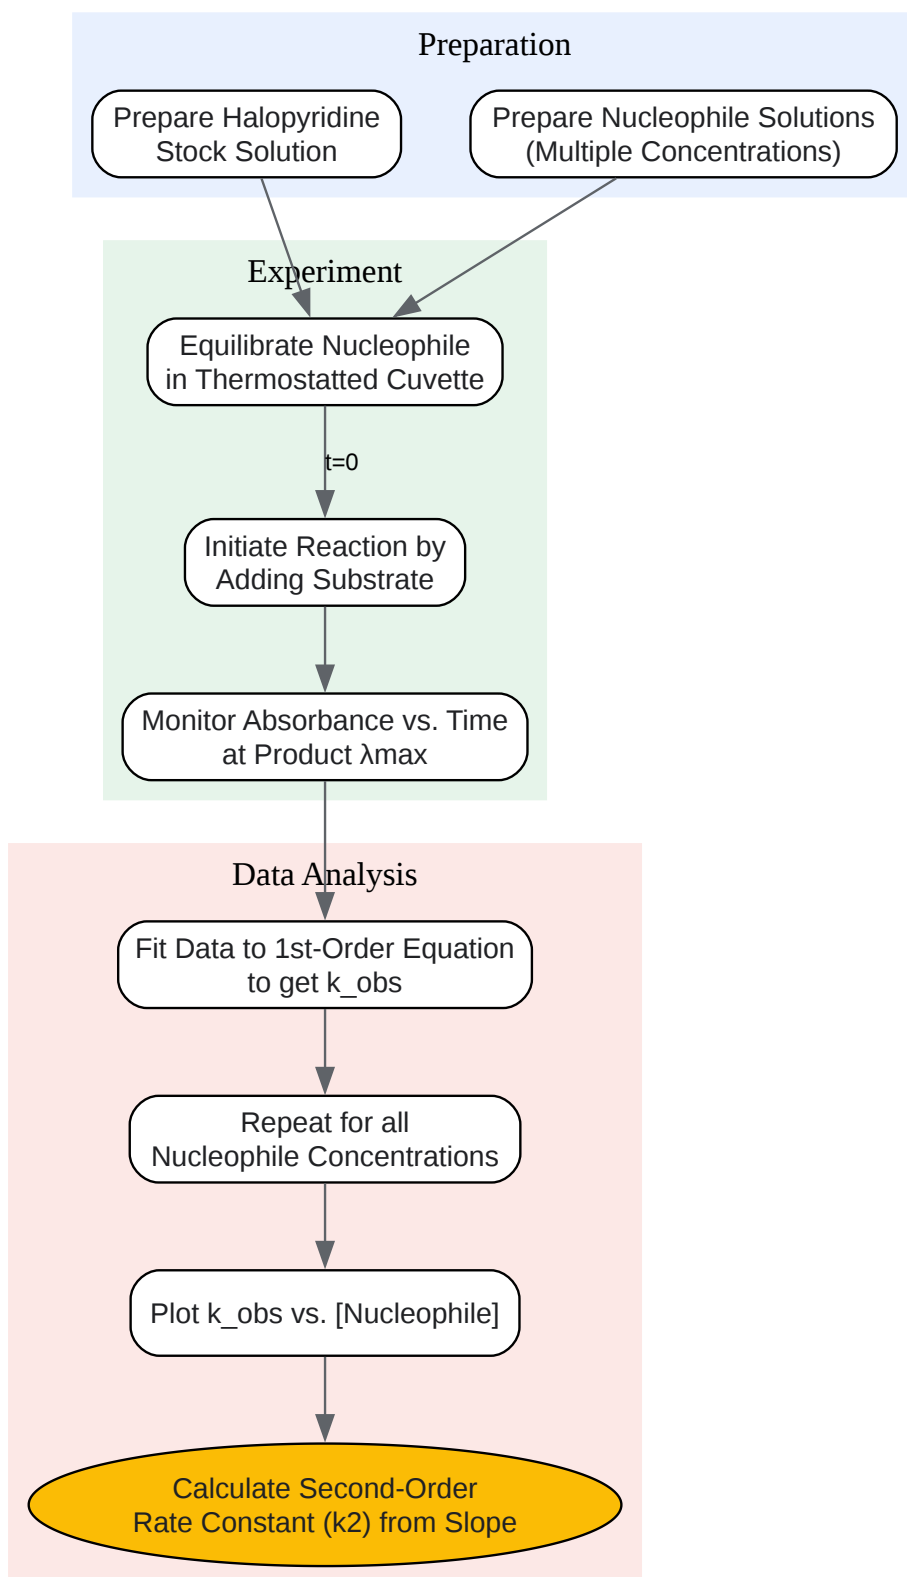 Preparation
Prepare Halopyridine
Stock Solution
Prepare Nucleophile Solutions
(Multiple Concentrations)
Experiment
Equilibrate Nucleophile
in Thermostatted Cuvette
t=0
Initiate Reaction by
Adding Substrate
Monitor Absorbance vs. Time
at Product λmax
Data Analysis
Fit Data to 1st-Order Equation
to get k_obs
Repeat for all
Nucleophile Concentrations
Plot k_obs vs. [Nucleophile]
Calculate Second-Order
Rate Constant (k2) from Slope